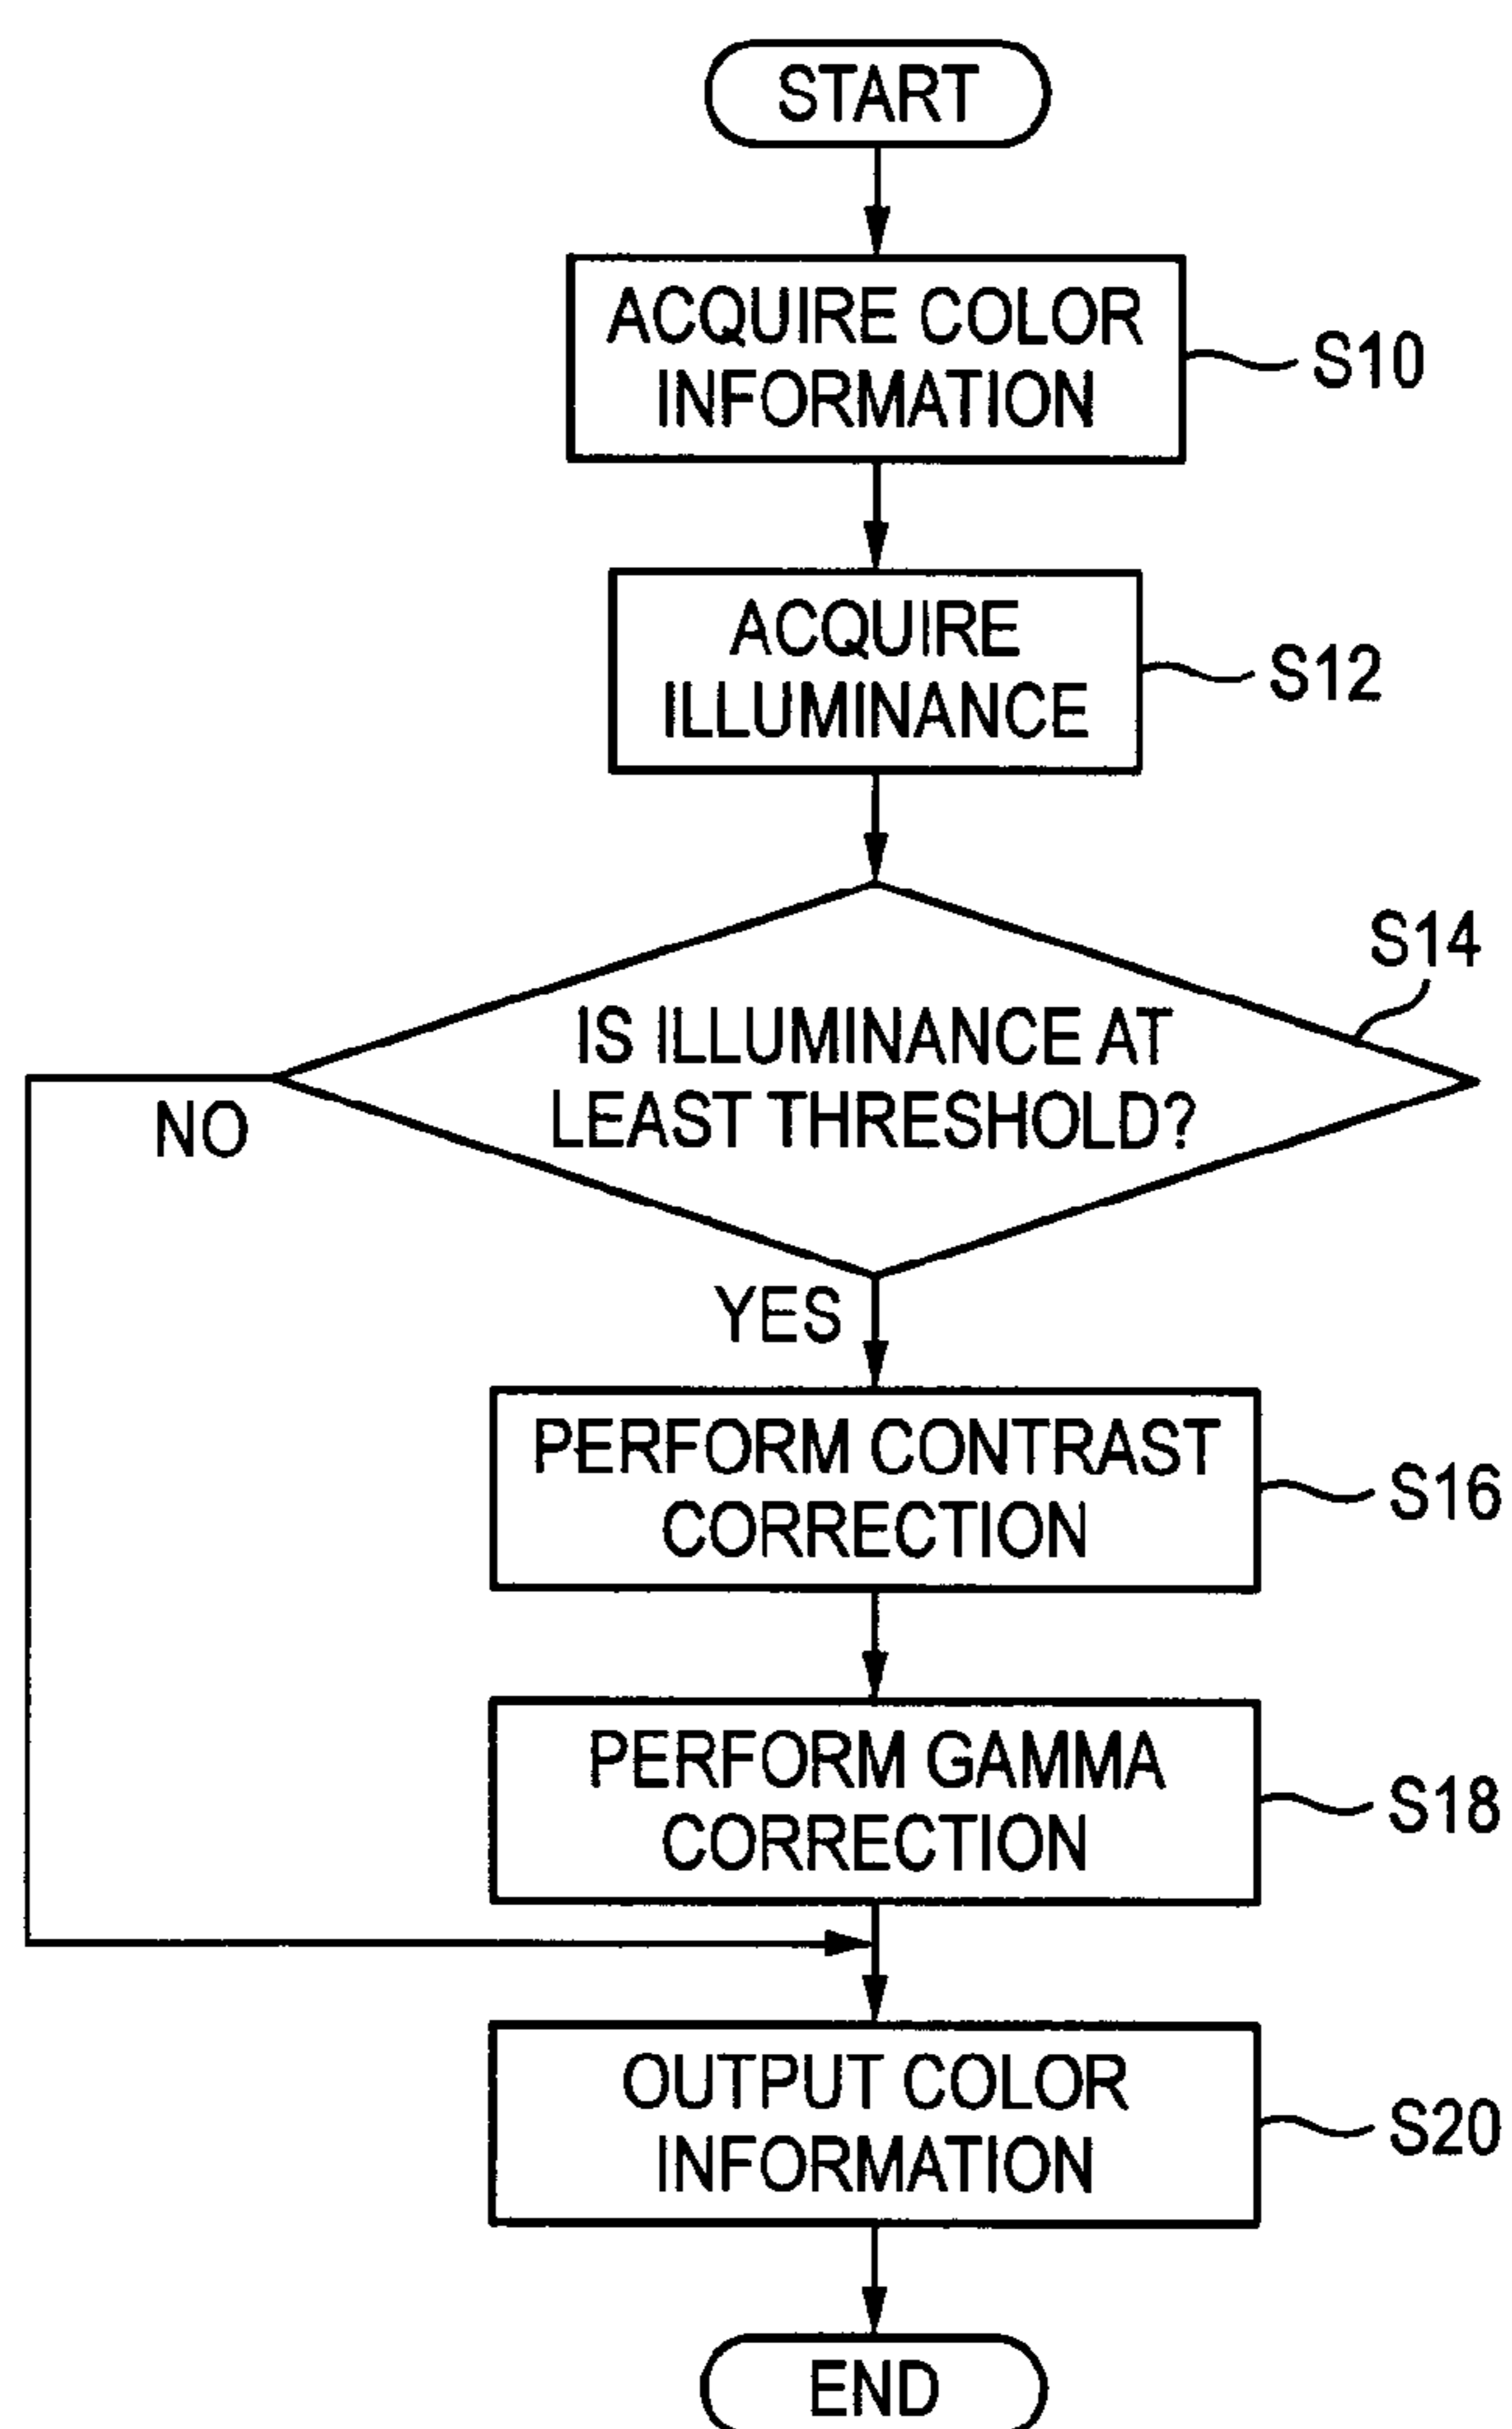 START
ACQUIRE COLOR
INFORMATION
S10
ACQUIRE
ILLUMINANCE
S12
S14
IS ILLUMINANCE AT
LEAST THRESHOLD?
NO
YES
PERFORM CONTRAST
CORRECTION
S16
PERFORM GAMMA
CORRECTION
S18
OUTPUT COLOR
INFORMATION
S20
END